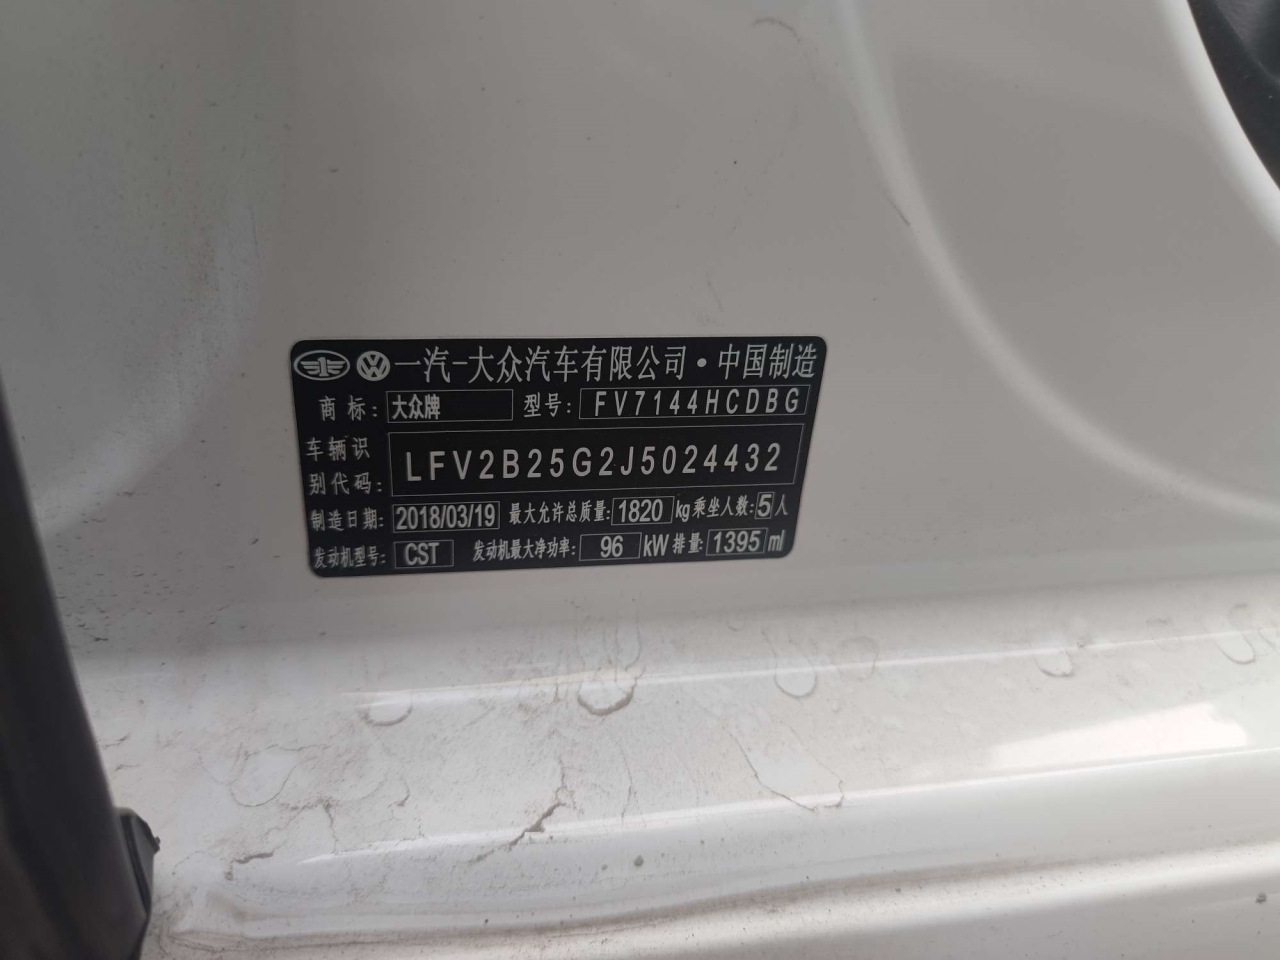 一汽-大众汽车有限公司·中国制造
商标: 大众牌 型号: FV7144HCDBG
车辆识别代码: LFV2B25G2J5024432
制造日期: 2018/03/19 最大允许总质量: 1820 kg 乘坐人数: 5 人
发动机型号: CST 发动机最大净功率: 96 kW 排量: 1395 ml